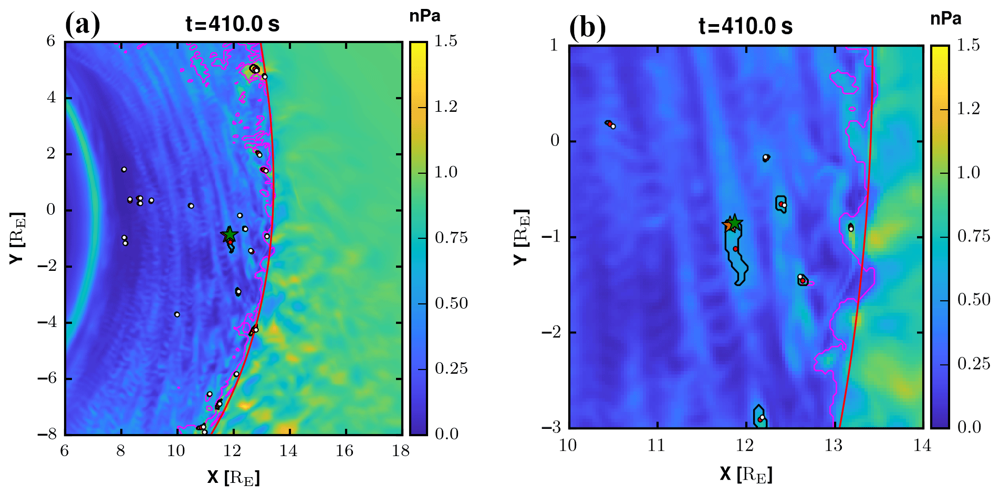 (a)
t=410.0 s
nPa
6
4
2
0
−2
−4
−6
−8
Y [R_E]
6 8 10 12 14 16 18
X [R_E]
1.5
1.2
1.0
0.75
0.50
0.25
0.0
(b)
t=410.0 s
nPa
1
0
−1
−2
−3
Y [R_E]
10 11 12 13 14
X [R_E]
1.5
1.2
1.0
0.75
0.50
0.25
0.0